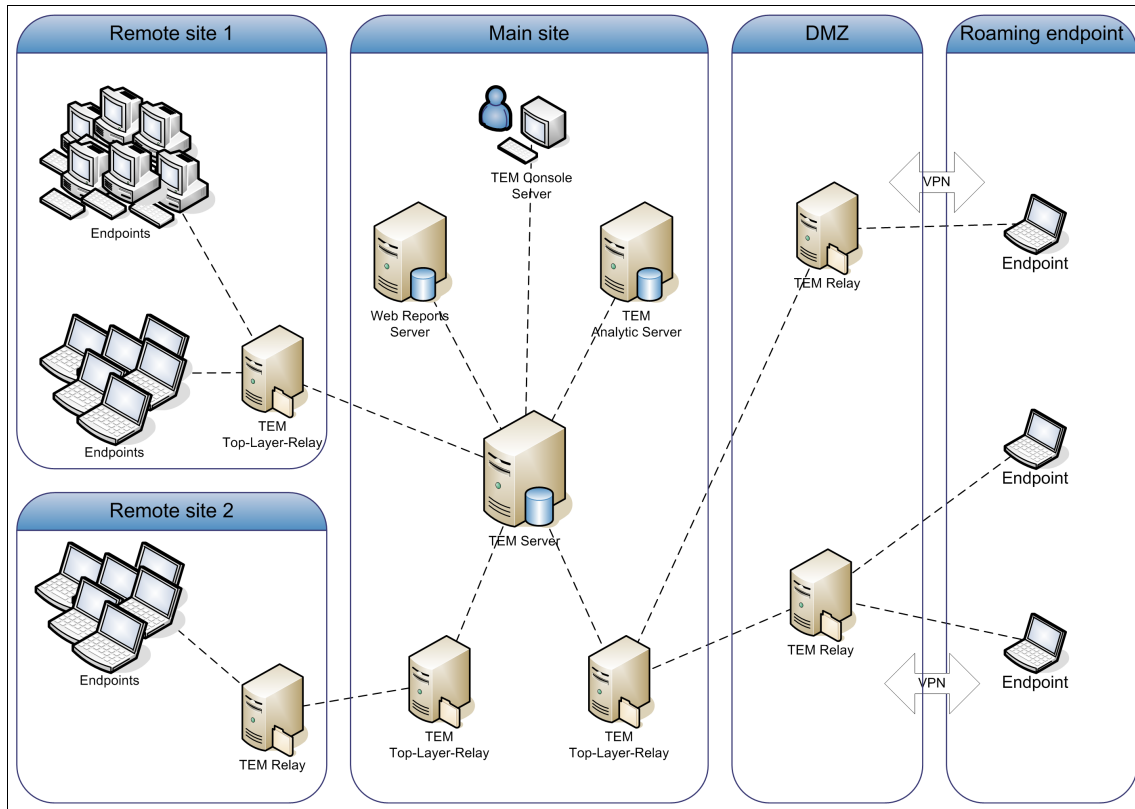 Remote site 1
Main site
DMZ
Roaming endpoint
TEM Console
Server
Endpoints
Web Reports
Server
TEM
Analytic Server
TEM Relay
VPN
Endpoint
Endpoints
TEM
Top-Layer-Relay
Endpoint
Remote site 2
TEM Server
Endpoints
TEM Relay
TEM
Top-Layer-Relay
TEM
Top-Layer-Relay
TEM Relay
VPN
Endpoint